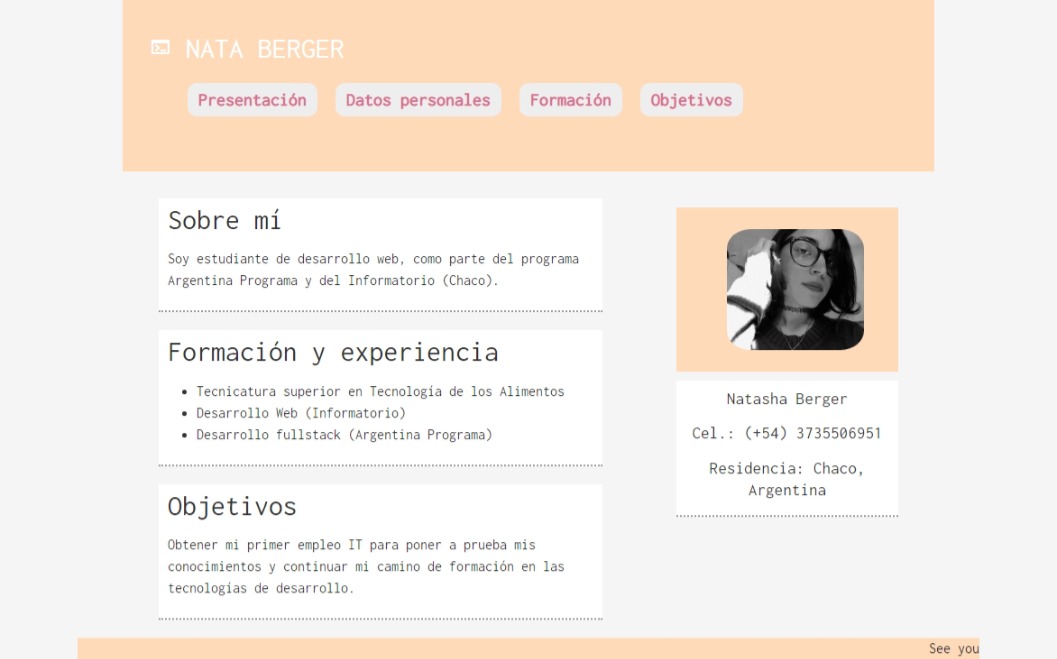 NATA BERGER
Presentación
Datos personales
Formación
Objetivos
Sobre mí
Soy estudiante de desarrollo web, como parte del programa
Argentina Programa y del Informatorio (Chaco).
Formación y experiencia
Tecnicatura superior en Tecnología de los Alimentos
Desarrollo Web (Informatorio)
Desarrollo fullstack (Argentina Programa)
Objetivos
Obtener mi primer empleo IT para poner a prueba mis
conocimientos y continuar mi camino de formación en las
tecnologías de desarrollo.
Natasha Berger
Cel.: (+54) 3735506951
Residencia: Chaco,
Argentina
See you